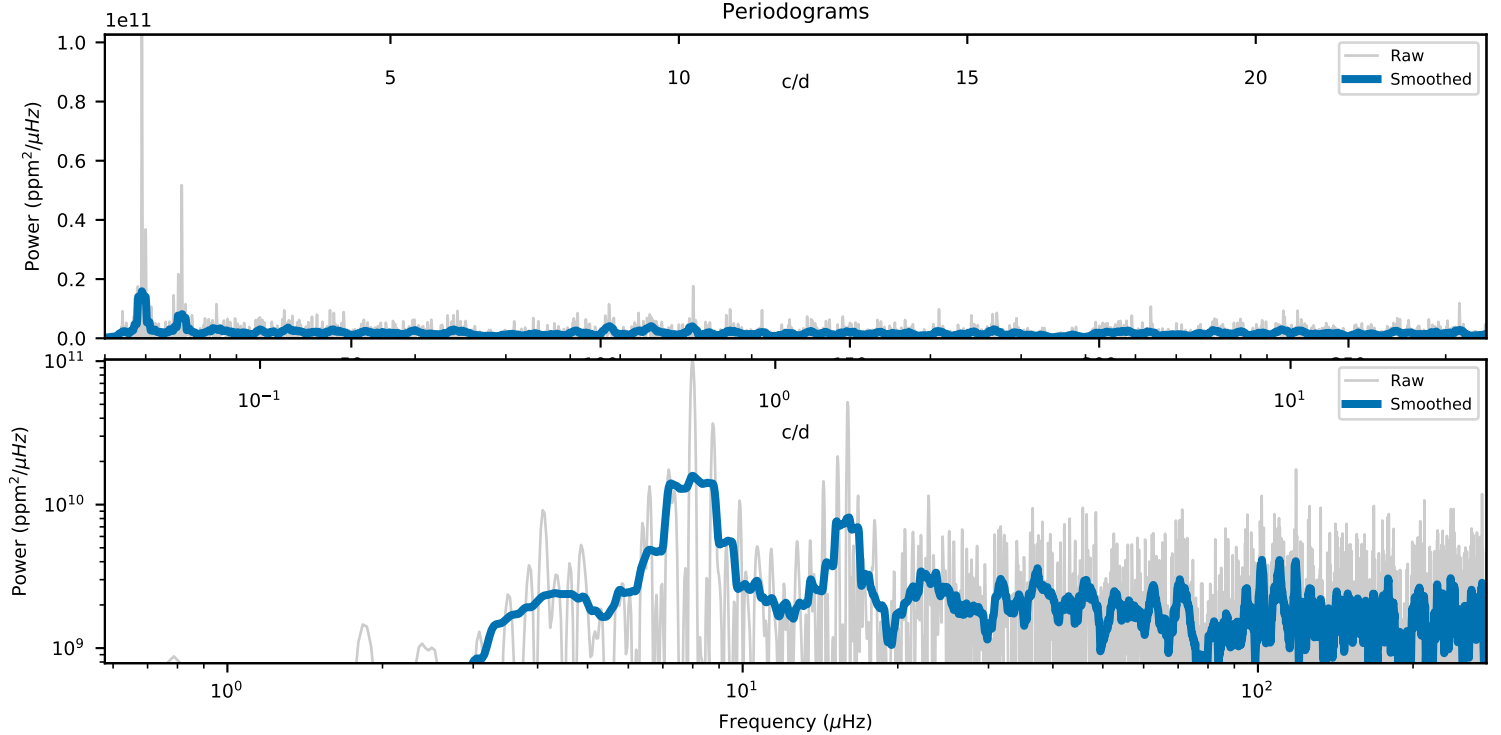 Periodograms
1e11
1.0
0.8
0.6
0.4
0.2
0.0
Power (ppm²/μHz)
5
10
15
20
c/d
Raw
Smoothed
10¹¹
10¹⁰
10⁹
Power (ppm²/μHz)
10⁻¹
10⁰
10¹
c/d
Raw
Smoothed
10⁰
10¹
10²
Frequency (μHz)